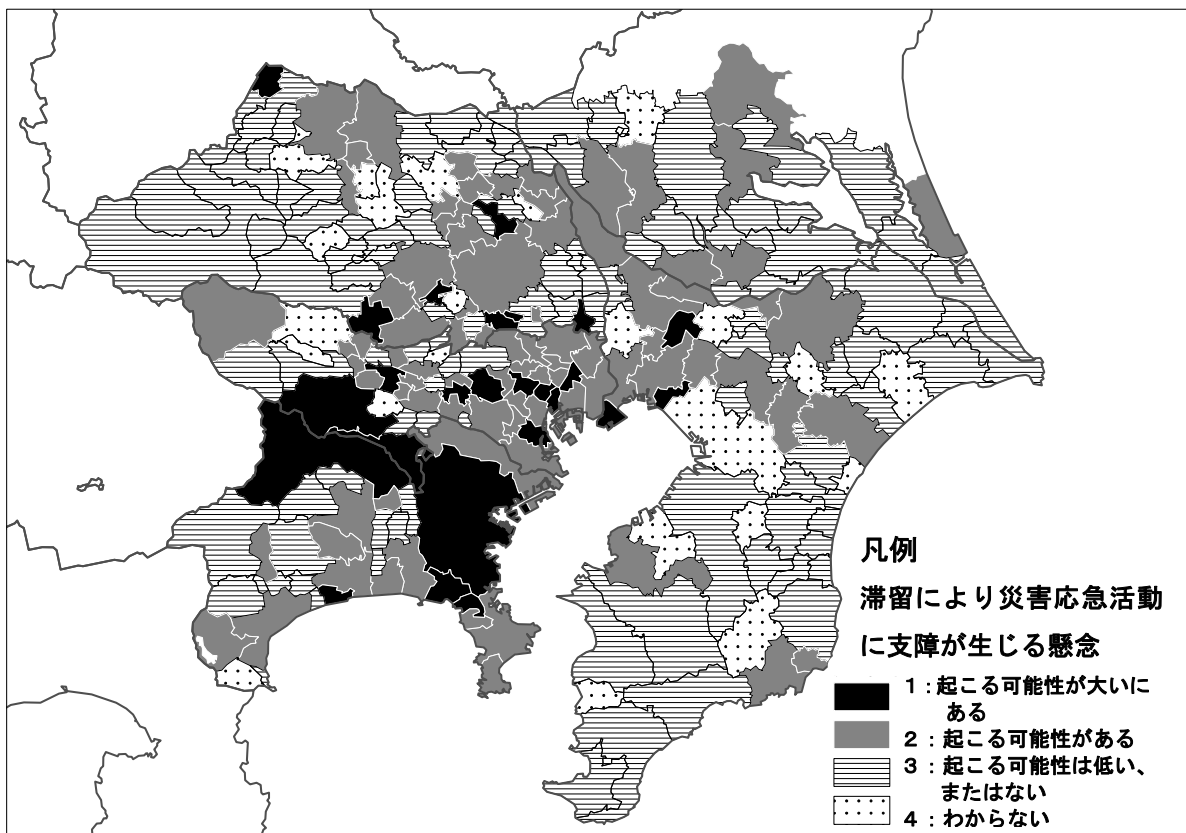 凡例
滞留により災害応急活動
に支障が生じる懸念
1：起こる可能性が大いに
ある
2：起こる可能性がある
3：起こる可能性は低い、
またはない
4：わからない